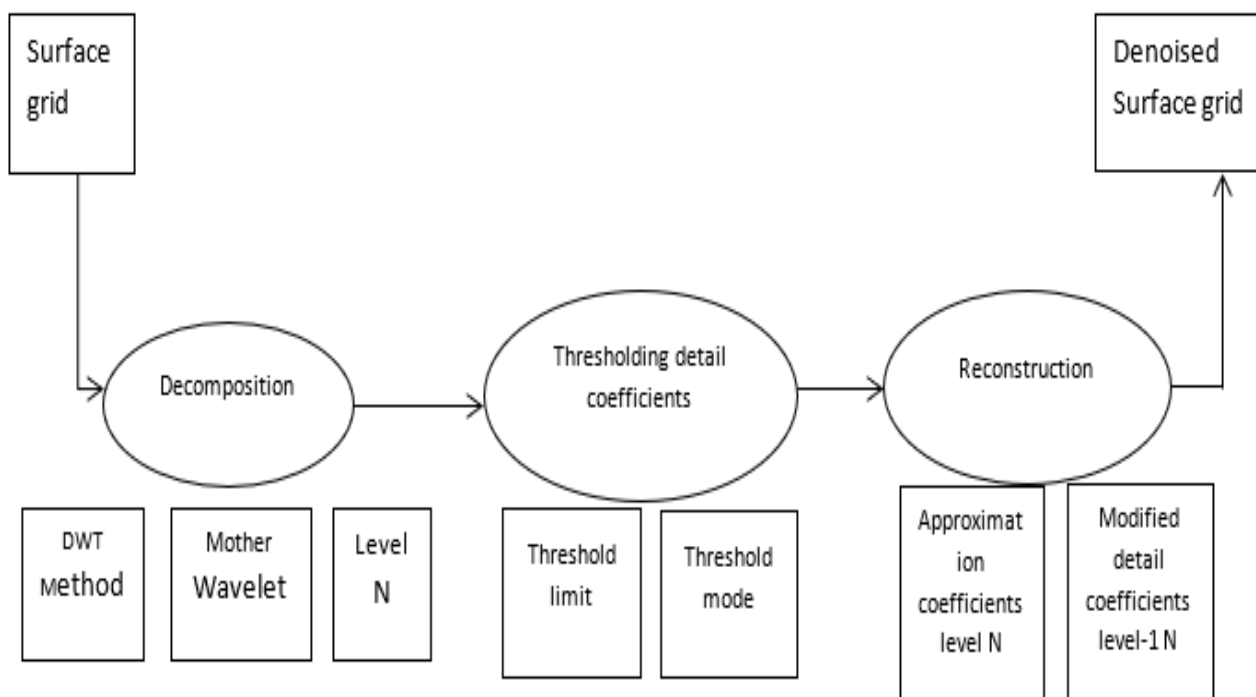 Surface
grid
Denoised
Surface grid
Decomposition
Thresholding detail
coefficients
Reconstruction
DWT
Method
Mother
Wavelet
Level
N
Threshold
limit
Threshold
mode
Approximat
ion
coefficients
level N
Modified
detail
coefficients
level-1 N